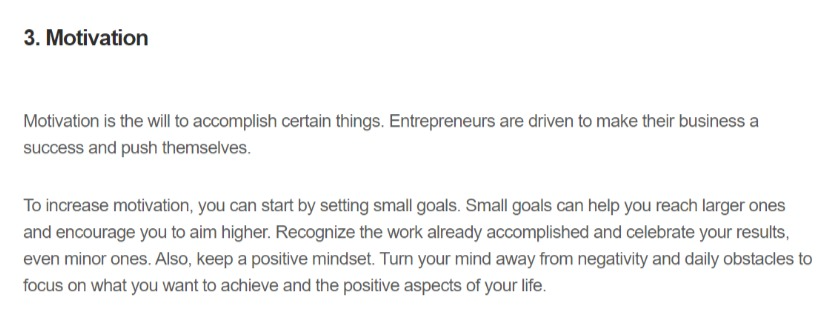 3. Motivation
Motivation is the will to accomplish certain things. Entrepreneurs are driven to make their business a
success and push themselves.
To increase motivation, you can start by setting small goals. Small goals can help you reach larger ones
and encourage you to aim higher. Recognize the work already accomplished and celebrate your results,
even minor ones. Also, keep a positive mindset. Turn your mind away from negativity and daily obstacles to
focus on what you want to achieve and the positive aspects of your life.